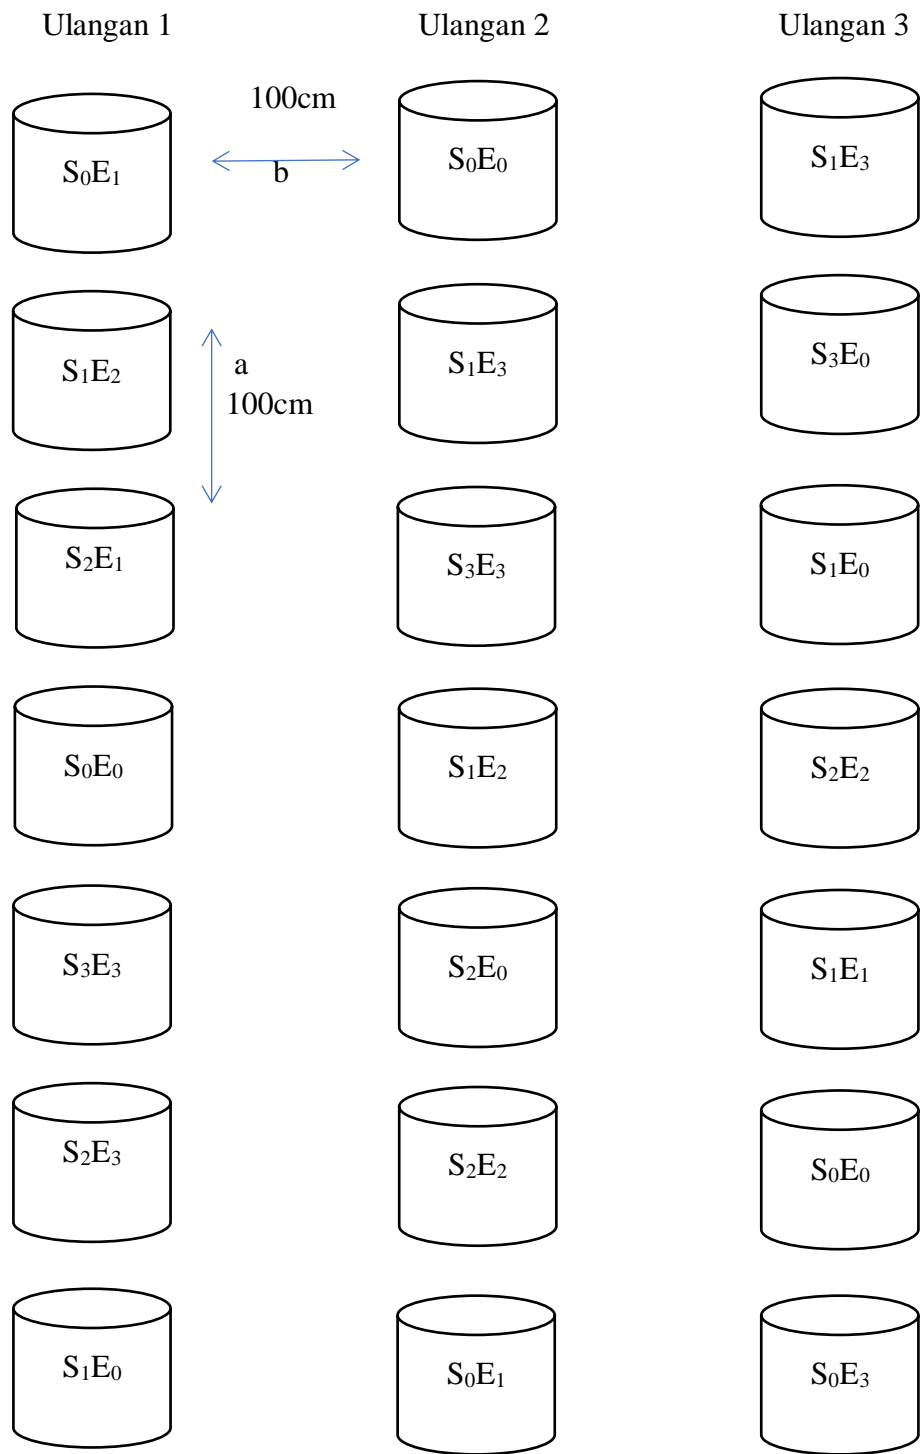 Ulangan 1 Ulangan 2 Ulangan 3
100cm
S₀E₁ b S₀E₀ S₁E₃
S₁E₂ a S₁E₃ S₃E₀
100cm
S₂E₁ S₃E₃ S₁E₀
S₀E₀ S₁E₂ S₂E₂
S₃E₃ S₂E₀ S₁E₁
S₂E₃ S₂E₂ S₀E₀
S₁E₀ S₀E₁ S₀E₃